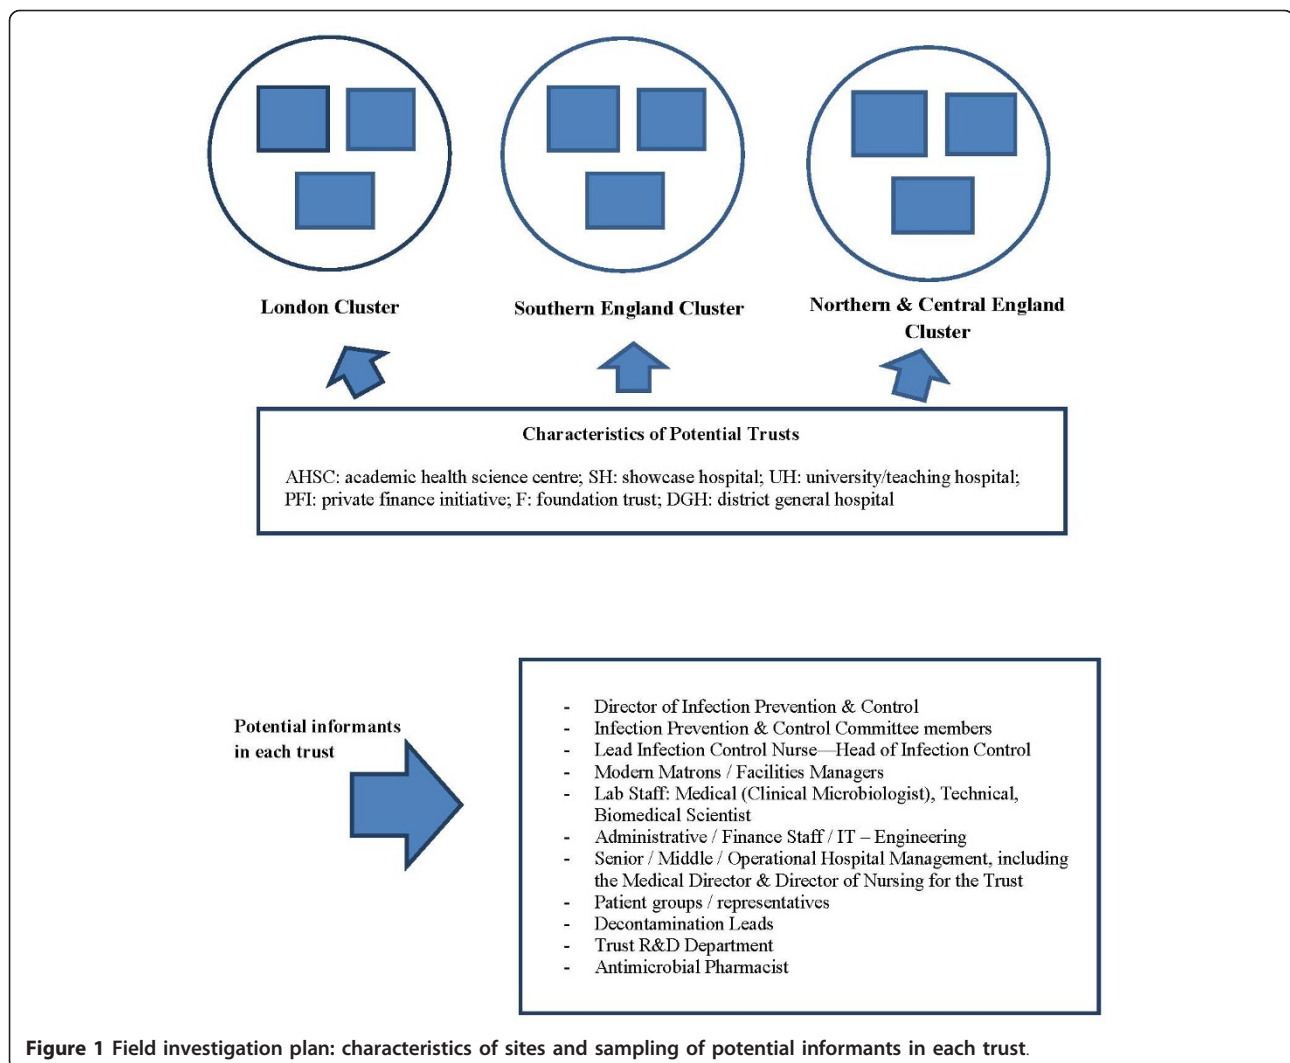 London Cluster
Southern England Cluster
Northern & Central England
Cluster
Characteristics of Potential Trusts
AHSC: academic health science centre; SH: showcase hospital; UH: university/teaching hospital;
PFI: private finance initiative; F: foundation trust; DGH: district general hospital
Potential informants
in each trust
- Director of Infection Prevention & Control
- Infection Prevention & Control Committee members
- Lead Infection Control Nurse—Head of Infection Control
- Modern Matrons / Facilities Managers
- Lab Staff: Medical (Clinical Microbiologist), Technical,
Biomedical Scientist
- Administrative / Finance Staff / IT – Engineering
- Senior / Middle / Operational Hospital Management, including
the Medical Director & Director of Nursing for the Trust
- Patient groups / representatives
- Decontamination Leads
- Trust R&D Department
- Antimicrobial Pharmacist
Figure 1 Field investigation plan: characteristics of sites and sampling of potential informants in each trust.